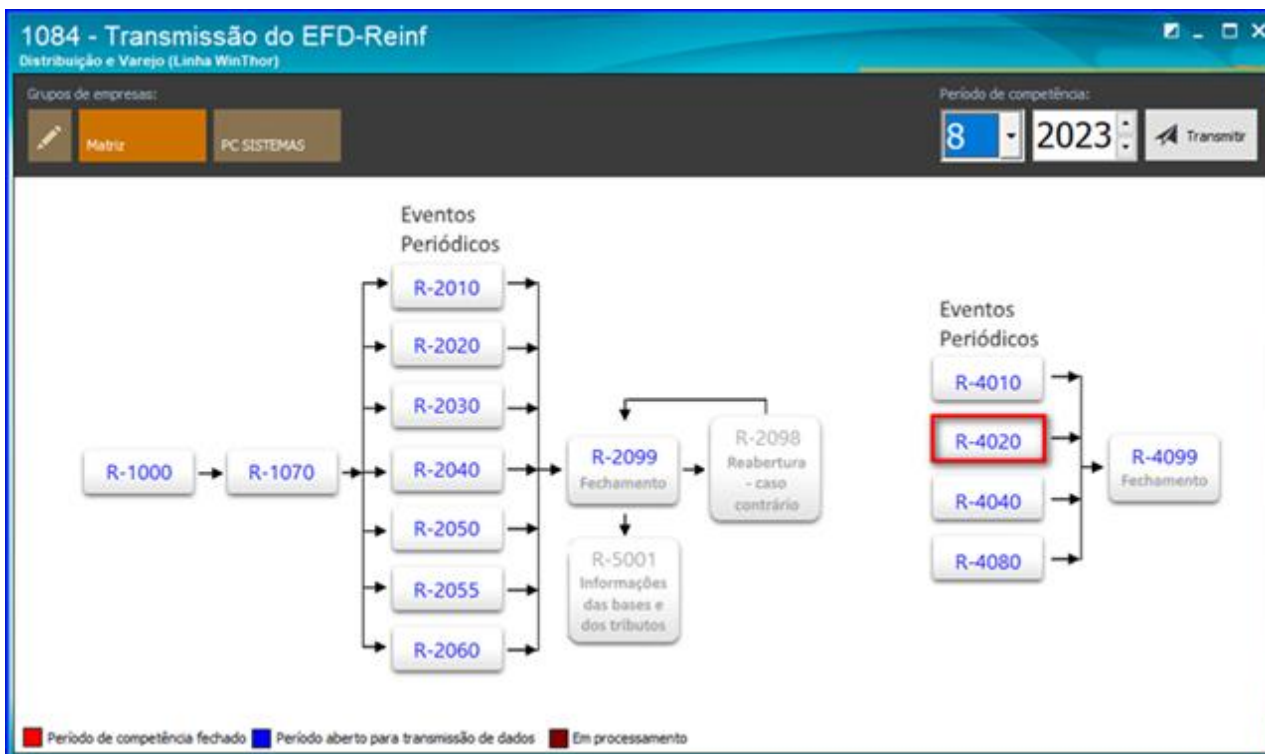 1084 - Transmissão do EFD-Reinf
Distribuição e Varejo (Linha WinThor)
Grupos de empresas:
Matriz
PC SISTEMAS
Período de competência:
8
2023
Transmitir
Eventos
Periódicos
R-1000
R-1070
R-2010
R-2020
R-2030
R-2040
R-2050
R-2055
R-2060
R-2099
Fechamento
R-2098
Reabertura
- caso
contrário
R-5001
Informações
das bases e
dos tributos
Eventos
Periódicos
R-4010
R-4020
R-4040
R-4080
R-4099
Fechamento
Período de competência fechado
Período aberto para transmissão de dados
Em processamento